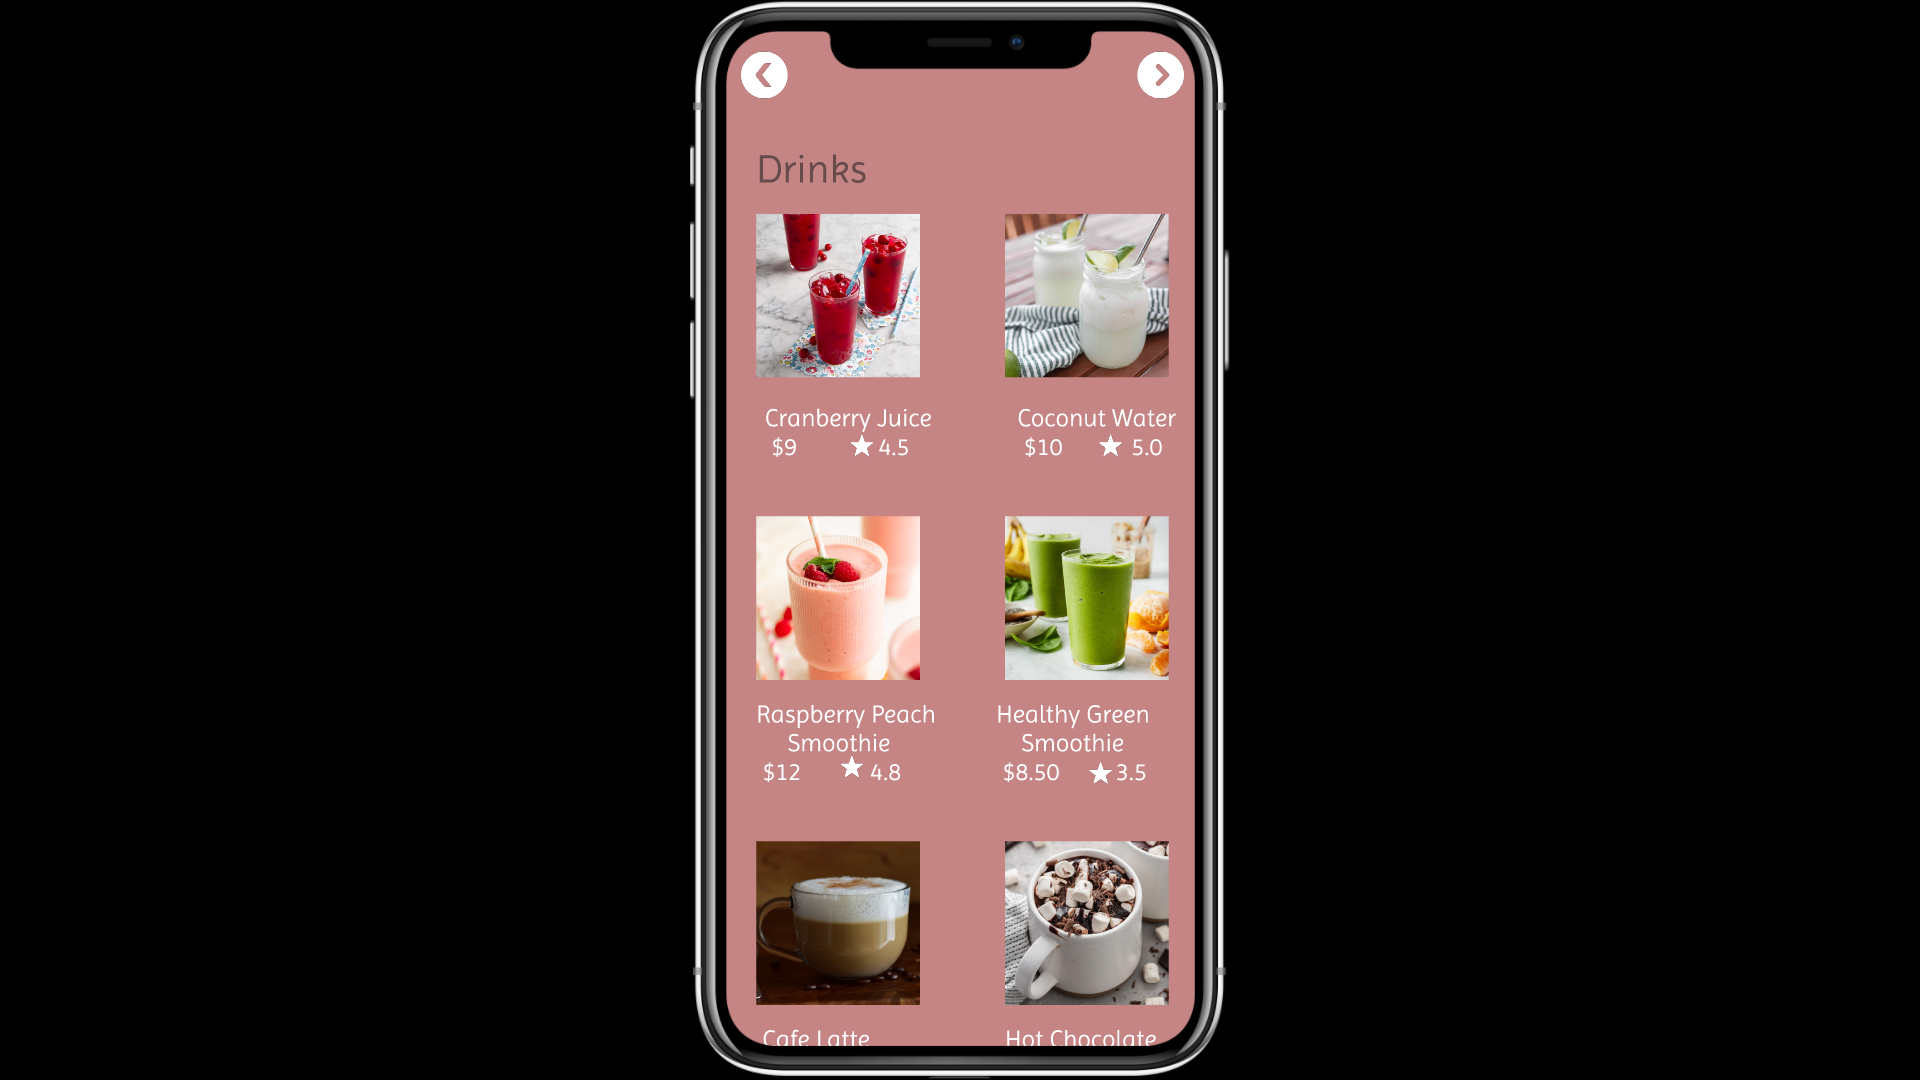 Drinks
Cranberry Juice
$9 ★ 4.5
Coconut Water
$10 ★ 5.0
Raspberry Peach
Smoothie
$12 ★ 4.8
Healthy Green
Smoothie
$8.50 ★ 3.5
Cafe Latte
Hot Chocolate